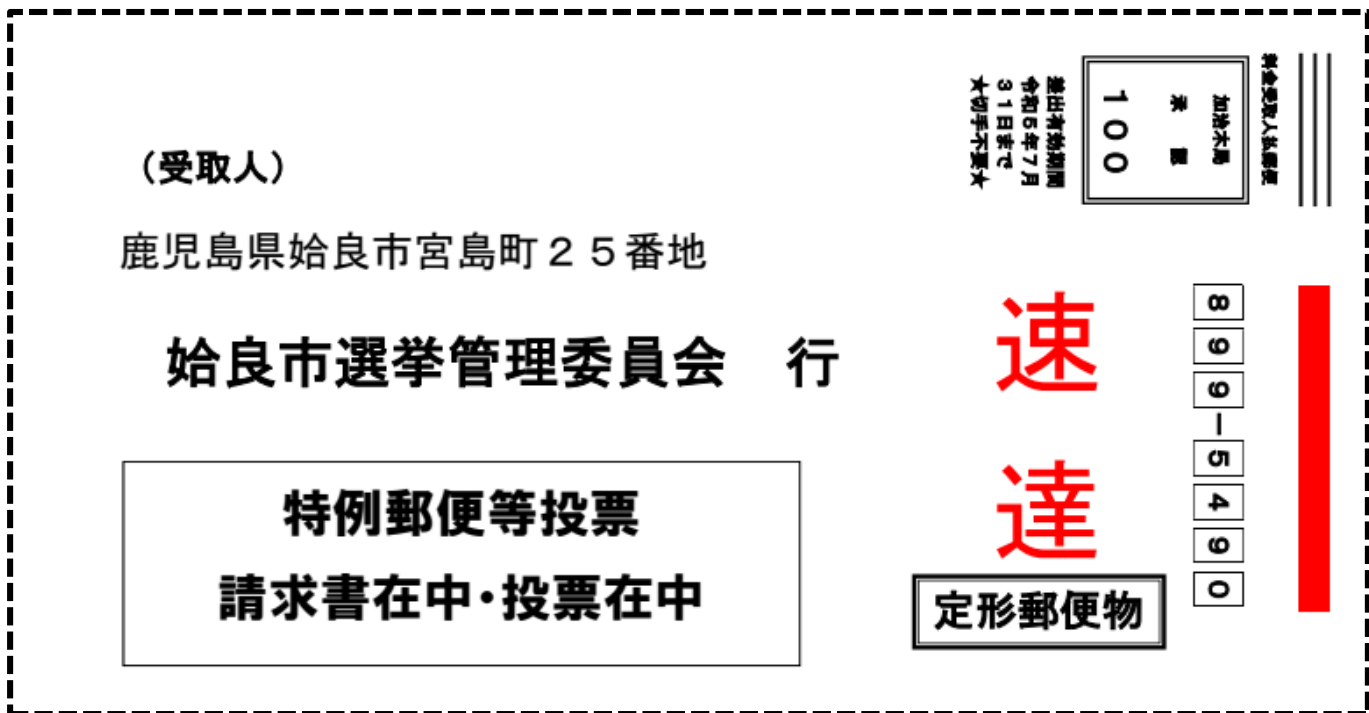 （受取人）
鹿児島県姶良市宮島町２５番地
姶良市選挙管理委員会　行
特例郵便等投票
請求書在中・投票在中
料金受取人払郵便
加治木局
承　認
１００
差出有効期間
令和５年７月
３１日まで
★切手不要★
速達
８９９－５４９０
定形郵便物